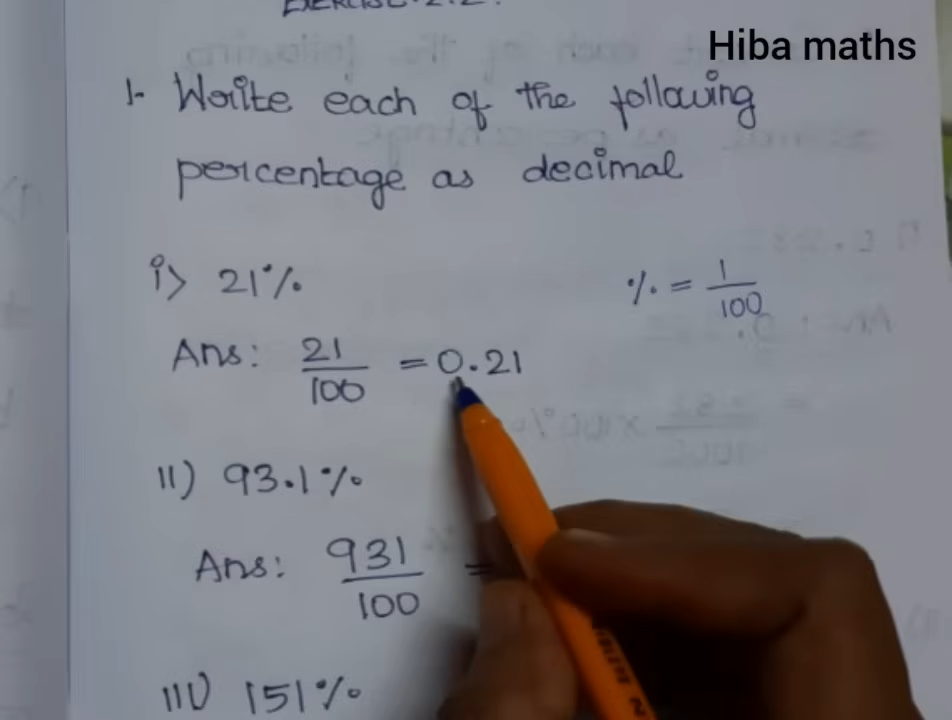 Hiba maths
1. Write each of the following
percentage as decimal
i) 21%
% = 1/100
Ans: 21/100 = 0.21
II) 93.1%
Ans: 931/100 =
III) 151%